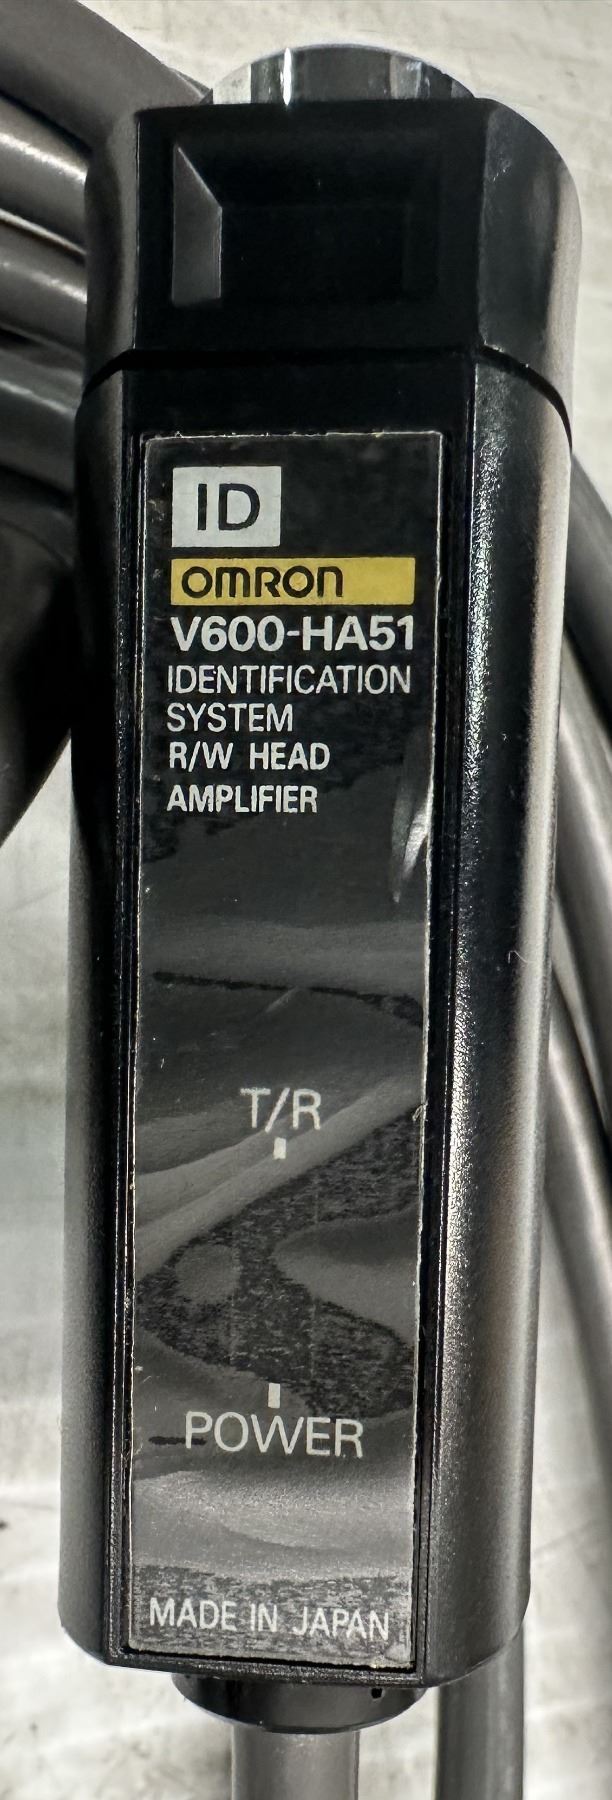 ID
OMRON
V600-HA51
IDENTIFICATION
SYSTEM
R/W HEAD
AMPLIFIER
T/R
POWER
MADE IN JAPAN